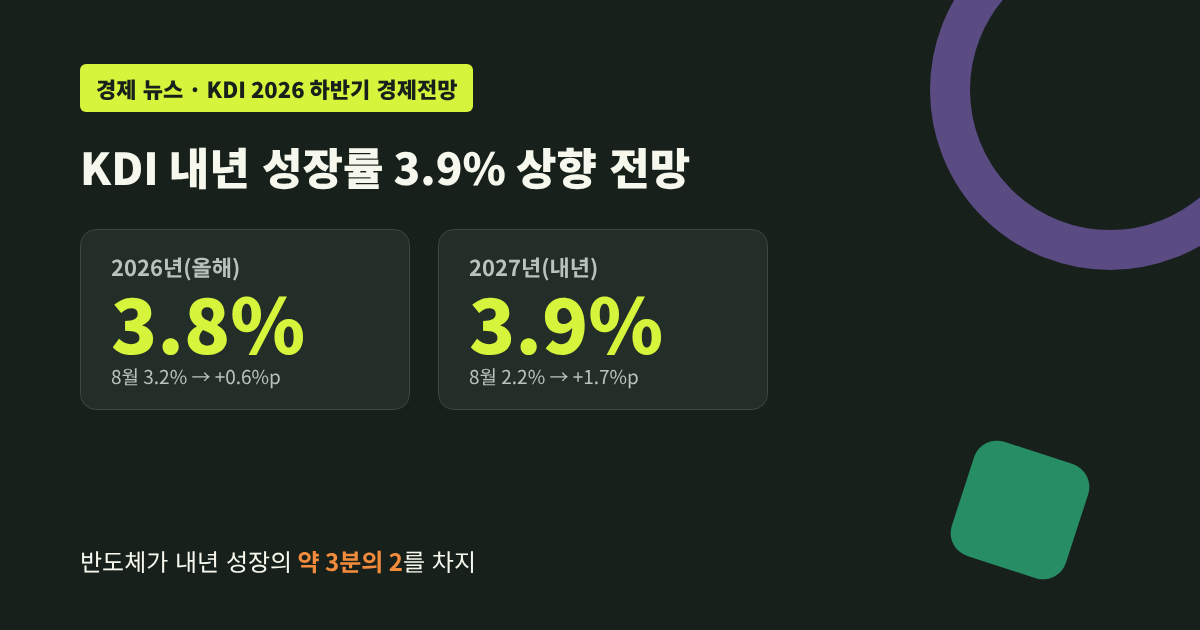 경제 뉴스 · KDI 2026 하반기 경제전망
KDI 내년 성장률 3.9% 상향 전망
2026년(올해)
3.8%
8월 3.2% → +0.6%p
2027년(내년)
3.9%
8월 2.2% → +1.7%p
반도체가 내년 성장의 약 3분의 2를 차지